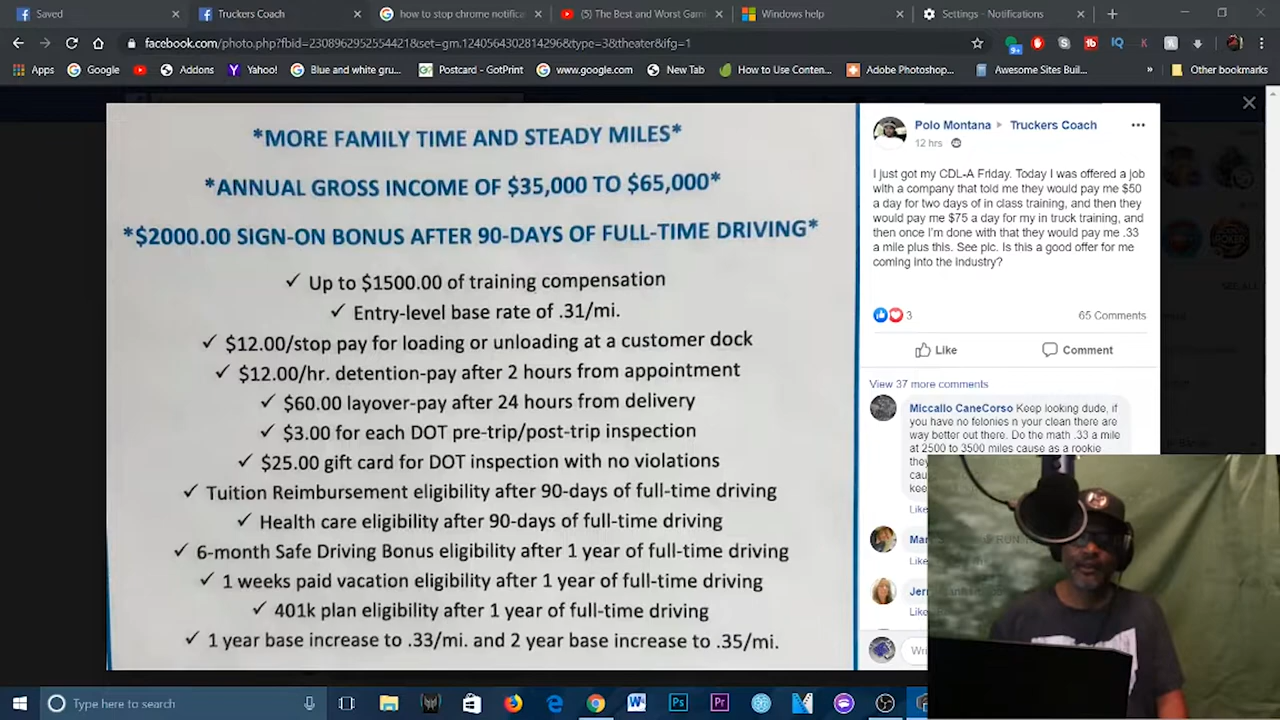 Saved
Truckers Coach
how to stop chrome notifica
(5) The Best and Worst Gami
Windows help
Settings - Notifications
facebook.com/photo.php?fbid=2308962952554421&set=gm.1240564302814296&type=3&theater&ifg=1
9+
Apps
Google
Addons
Yahoo!
Blue and white gru...
Postcard - GotPrint
www.google.com
New Tab
How to Use Conten...
Adobe Photoshop...
Awesome Sites Buil...
Other bookmarks
*MORE FAMILY TIME AND STEADY MILES*
*ANNUAL GROSS INCOME OF $35,000 TO $65,000*
*$2000.00 SIGN-ON BONUS AFTER 90-DAYS OF FULL-TIME DRIVING*
✓ Up to $1500.00 of training compensation
✓ Entry-level base rate of .31/mi.
✓ $12.00/stop pay for loading or unloading at a customer dock
✓ $12.00/hr. detention-pay after 2 hours from appointment
✓ $60.00 layover-pay after 24 hours from delivery
✓ $3.00 for each DOT pre-trip/post-trip inspection
✓ $25.00 gift card for DOT inspection with no violations
✓ Tuition Reimbursement eligibility after 90-days of full-time driving
✓ Health care eligibility after 90-days of full-time driving
✓ 6-month Safe Driving Bonus eligibility after 1 year of full-time driving
✓ 1 weeks paid vacation eligibility after 1 year of full-time driving
✓ 401k plan eligibility after 1 year of full-time driving
✓ 1 year base increase to .33/mi. and 2 year base increase to .35/mi.
Polo Montana ▸ Truckers Coach
12 hrs
I just got my CDL-A Friday. Today I was offered a job
with a company that told me they would pay me $50
a day for two days of in class training, and then they
would pay me $75 a day for my in truck training, and
then once I'm done with that they would pay me .33
a mile plus this. See pic. Is this a good offer for me
coming into the industry?
3
65 Comments
Like
Comment
View 37 more comments
Miccallo CaneCorso Keep looking dude, if
you have no felonies n your clean there are
way better out there. Do the math .33 a mile
at 2500 to 3500 miles cause as a rookie
SEE ALL
Type here to search